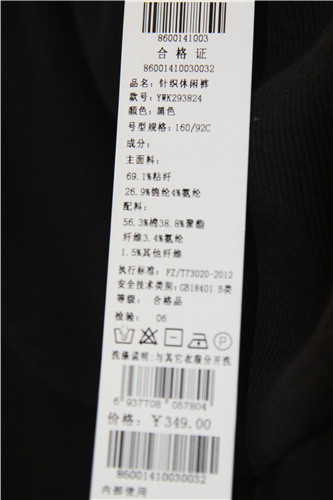 8600141003
合格证
86001410030032
品名：针织休闲裤
款号：YWK293824
颜色：黑色
号型规格：160/92C
成分：
主面料：
69.1%粘纤
26.9%锦纶4%氨纶
配料：
56.3%棉38.8%聚酯
纤维3.4%氨纶
1.5%其他纤维
执行标准：FZ/T73020-2012
安全技术类别：GB18401 B类
等级： 合格品
检验： 06
洗涤说明：与其它衣服分开洗
6 937708 057804
价格：￥349.00
86001410030032
内部使用